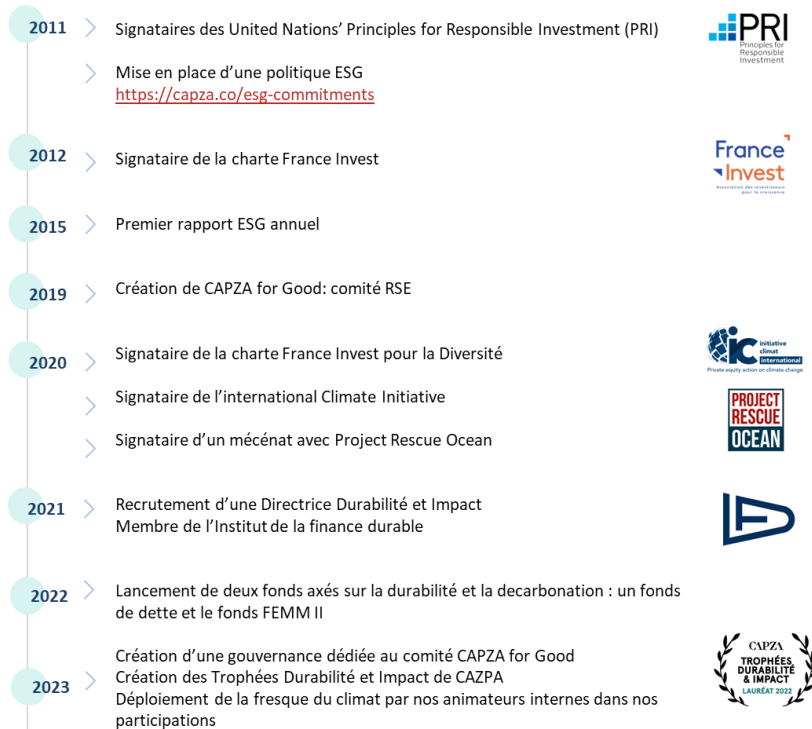 2011
Signataires des United Nations’ Principles for Responsible Investment (PRI)
PRI
Principles for
Responsible
Investment
Mise en place d’une politique ESG
https://capza.co/esg-commitments
2012
Signataire de la charte France Invest
France
Invest
Association des investisseurs
pour la croissance
2015
Premier rapport ESG annuel
2019
Création de CAPZA for Good: comité RSE
2020
Signataire de la charte France Invest pour la Diversité
iC
initiative
climat
international
Private equity action on climate change
Signataire de l’international Climate Initiative
PROJECT
RESCUE
OCEAN
Signataire d’un mécénat avec Project Rescue Ocean
2021
Recrutement d’une Directrice Durabilité et Impact
Membre de l’Institut de la finance durable
2022
Lancement de deux fonds axés sur la durabilité et la decarbonation : un fonds
de dette et le fonds FEMM II
2023
Création d’une gouvernance dédiée au comité CAPZA for Good
Création des Trophées Durabilité et Impact de CAZPA
Déploiement de la fresque du climat par nos animateurs internes dans nos
participations
CAPZA
TROPHÉES
DURABILITÉ
& IMPACT
LAURÉAT 2022